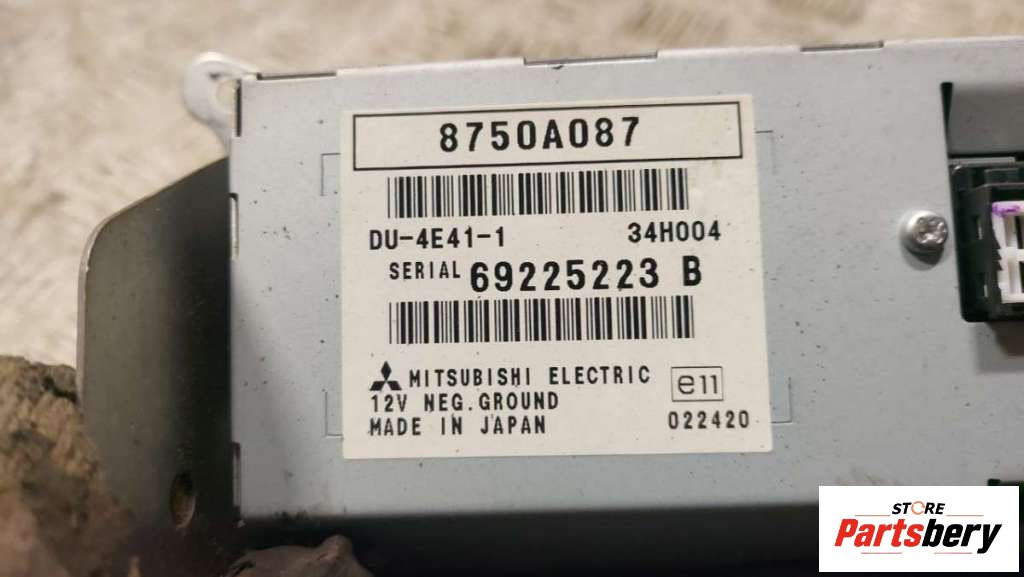 8750A087
DU-4E41-1 34H004
SERIAL 69225223 B
MITSUBISHI ELECTRIC e11
12V NEG.GROUND
MADE IN JAPAN 022420
STORE
Partsbery